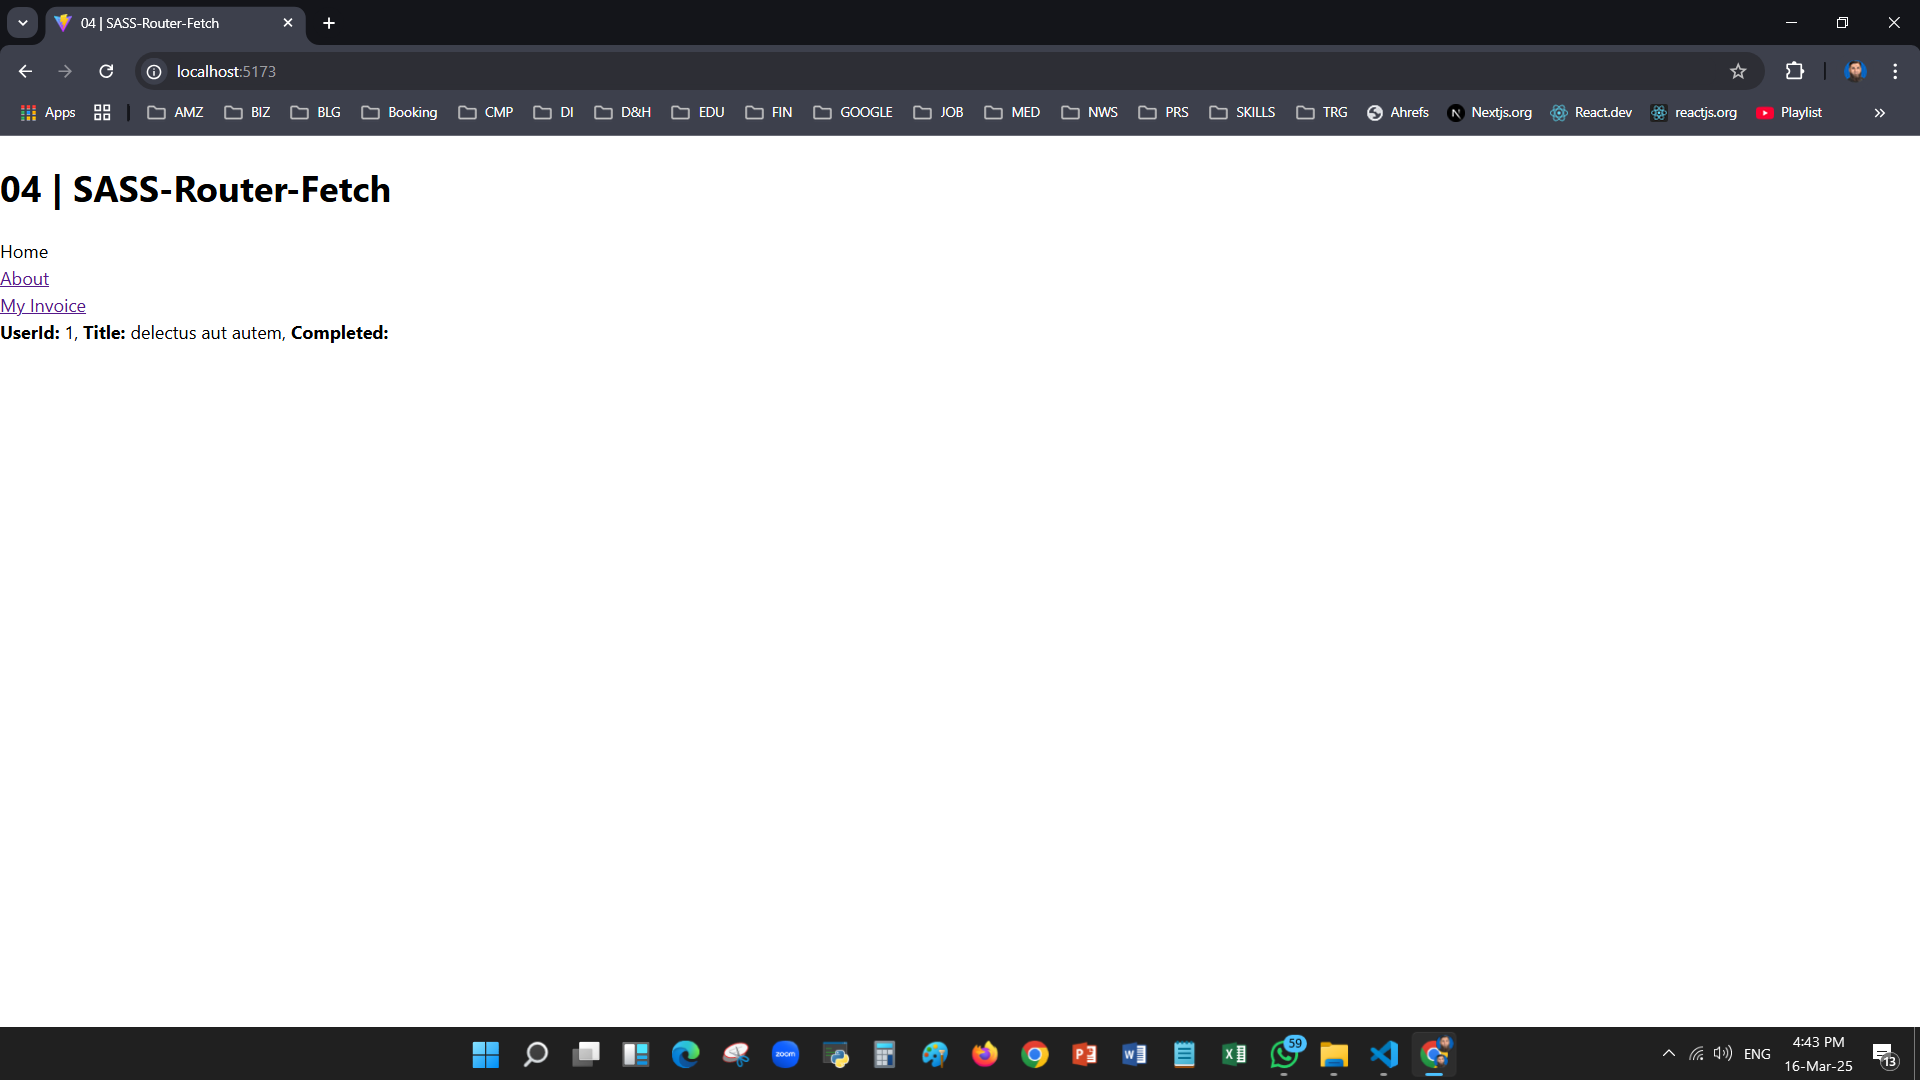 04 | SASS-Router-Fetch
localhost:5173
Apps AMZ BIZ BLG Booking CMP DI D&H EDU FIN GOOGLE JOB MED NWS PRS SKILLS TRG Ahrefs Nextjs.org React.dev reactjs.org Playlist
04 | SASS-Router-Fetch
Home
About
My Invoice
UserId: 1, Title: delectus aut autem, Completed:
zoom
59
ENG
4:43 PM
16-Mar-25
13